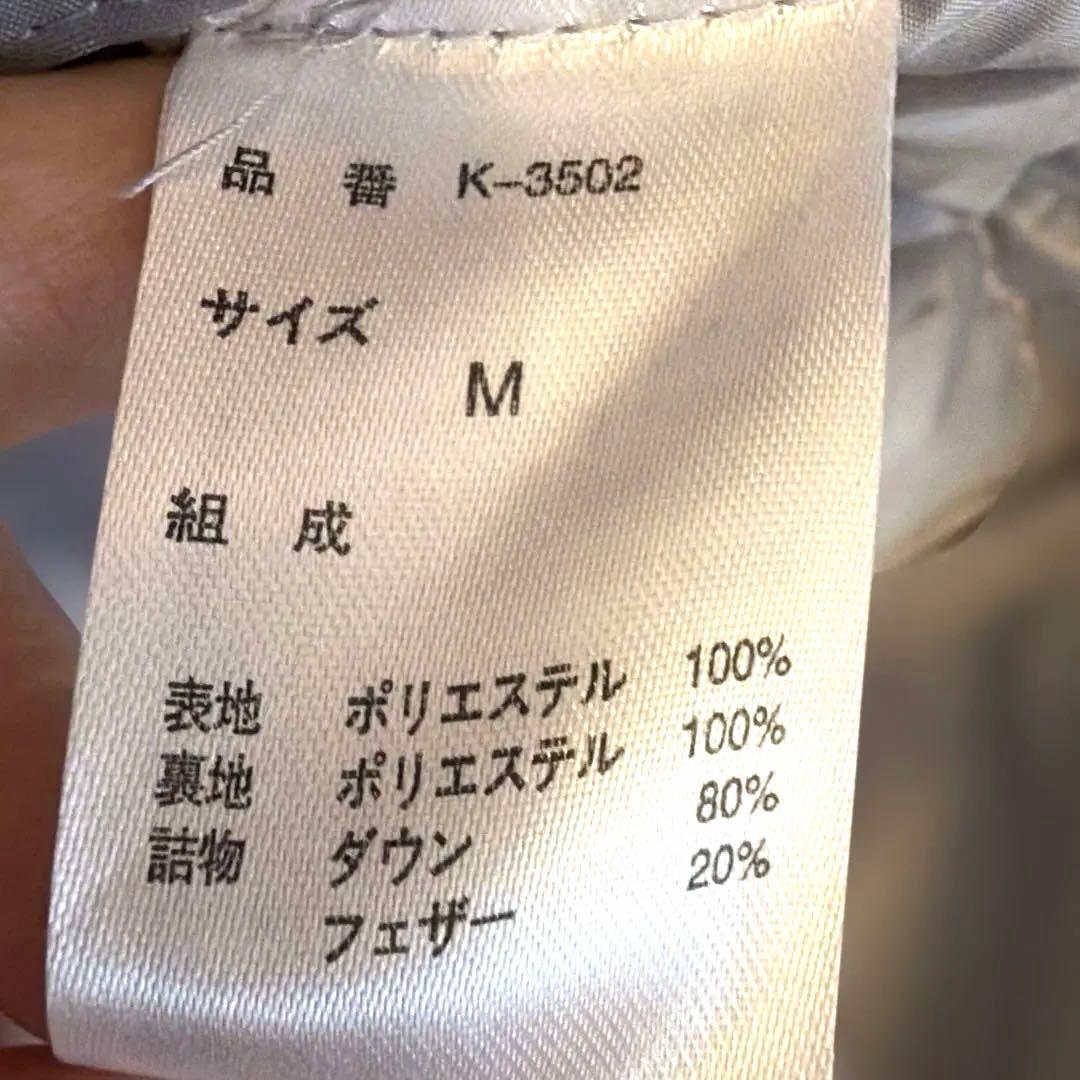 品番 K-3502
サイズ
M
組成
表地 ポリエステル 100%
裏地 ポリエステル 100%
詰物 ダウン 80%
フェザー 20%